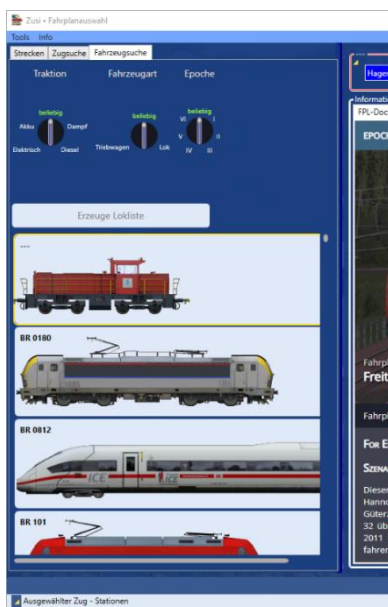 Zusi • Fahrplanauswahl
Tools Info
Strecken Zugsuche Fahrzeugsuche
Traktion Fahrzeugart Epoche
beliebig beliebig beliebig
Akku Dampf Elektrisch Diesel
Triebwagen Lok
VI I V II IV III
Erzeuge Lokliste
---
BR 0180
BR 0812
ICE ICE
BR 101
Ausgewählter Zug - Stationen
Hagen
Informati
FPL-Doc
EPOCH
Fahrpl
Freit
Fahrpl
FOR E
SZENA
Dieser
Hanno
Güterz
32 üb
2011
fahren